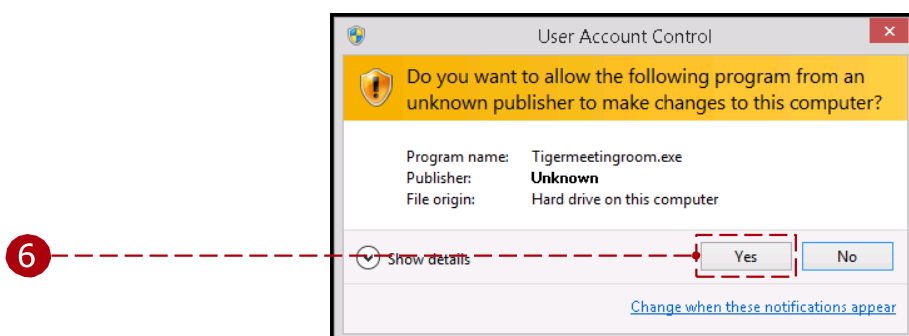 User Account Control
Do you want to allow the following program from an
unknown publisher to make changes to this computer?
Program name: Tigermeetingroom.exe
Publisher: Unknown
File origin: Hard drive on this computer
6
Show details
Yes
No
Change when these notifications appear